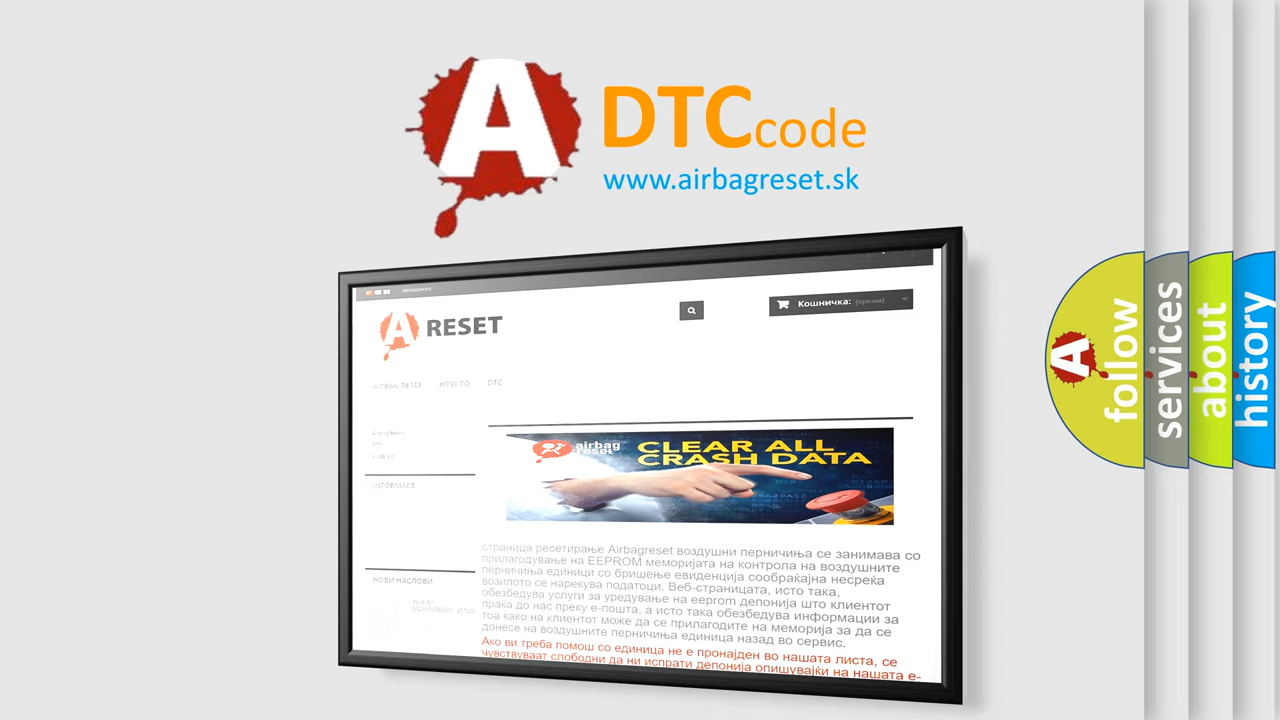 A DTCcode
www.airbagreset.sk
Кошничка: (празна)
A RESET
AIRBAG RESET HOW TO DTC
airbag
reset
CLEAR ALL
CRASH DATA
INFORMACE
страница ресетирање Airbagreset воздушни перничиња се занимава со
прилагодување на EEPROM меморијата на контрола на воздушните
перничиња единици со бришење евиденција сообраќајна несреќа
возилото се нарекува податоци. Веб-страницата, исто така,
обезбедува услуги за уредување на eeprom депонија што клиентот
праќа до нас преку е-пошта, а исто така обезбедува информации за
тоа како на клиентот може да се прилагодите на меморија за да се
донесе на воздушните перничиња единица назад во сервис.
Ако ви треба помош со единица не е пронајден во нашата листа, се
чувствуваат слободни да ни испрати депонија опишувајќи на нашата е-
НОВИ НАСЛОВИ
A
follow
services
about
history